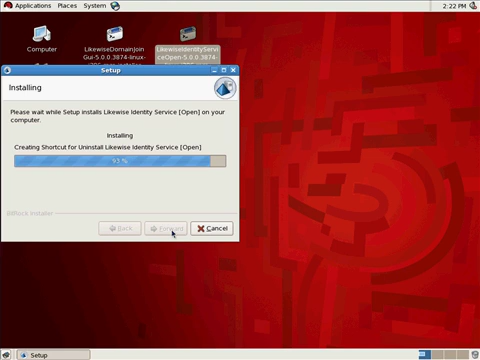 Applications Places System
2:22 PM
Computer
LikewiseDomainJoin
Gui-5.0.0.3874-linux-
LikewiseIdentityServi
ceOpen-5.0.0.3874-
Setup
Installing
Please wait while Setup installs Likewise Identity Service [Open] on your
computer.
Installing
Creating Shortcut for Uninstall Likewise Identity Service [Open]
93 %
BitRock Installer
Back
Forward
Cancel
Setup